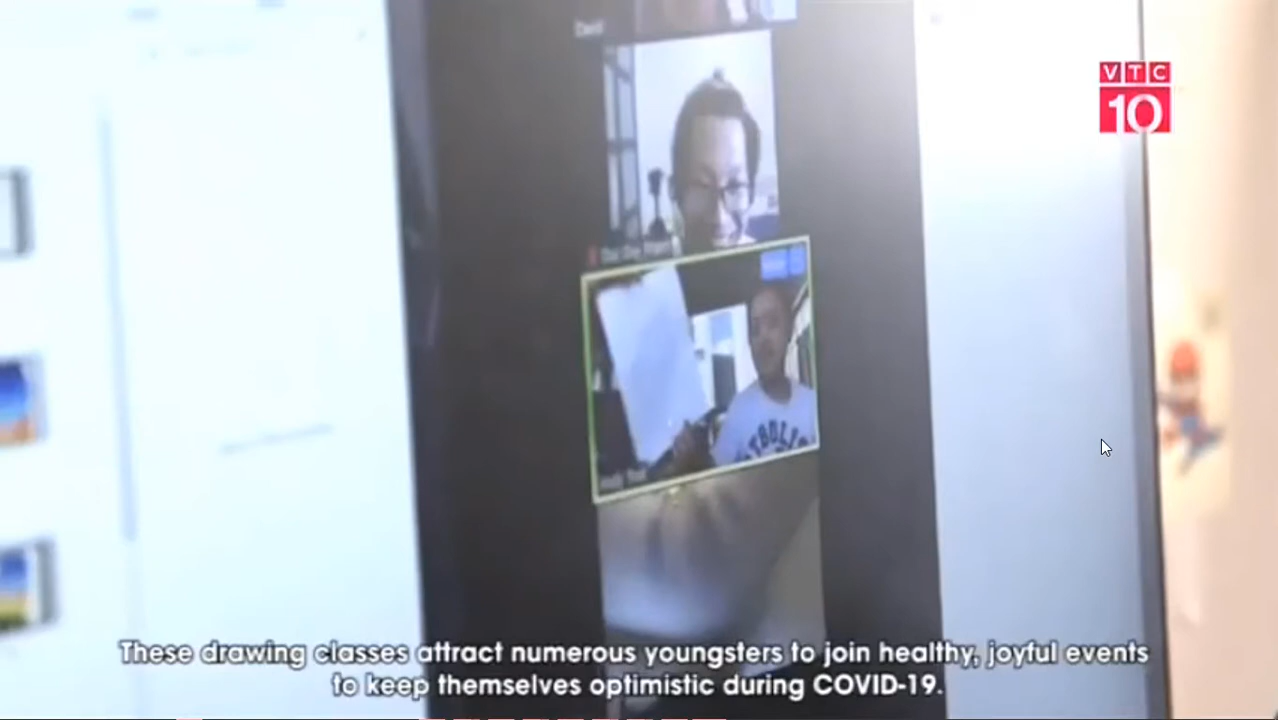 David
VTC
10
These drawing classes attract numerous youngsters to join healthy, joyful events
to keep themselves optimistic during COVID-19.